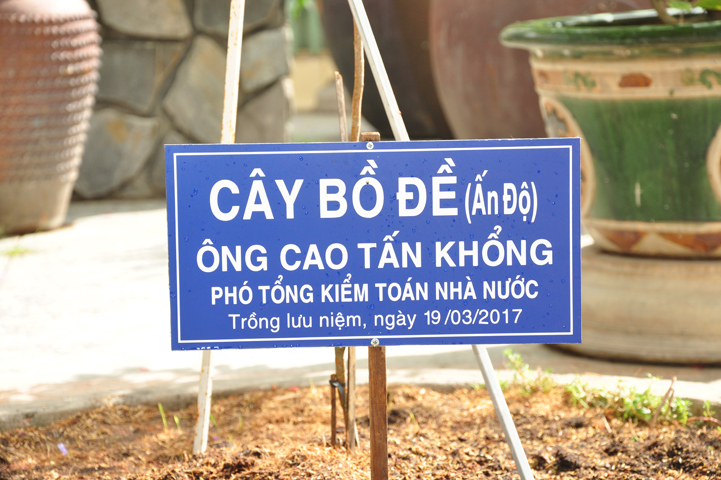 CÂY BỒ ĐỀ (Ấn Độ)
ÔNG CAO TẤN KHỔNG
PHÓ TỔNG KIỂM TOÁN NHÀ NƯỚC
Trồng lưu niệm, ngày 19/03/2017